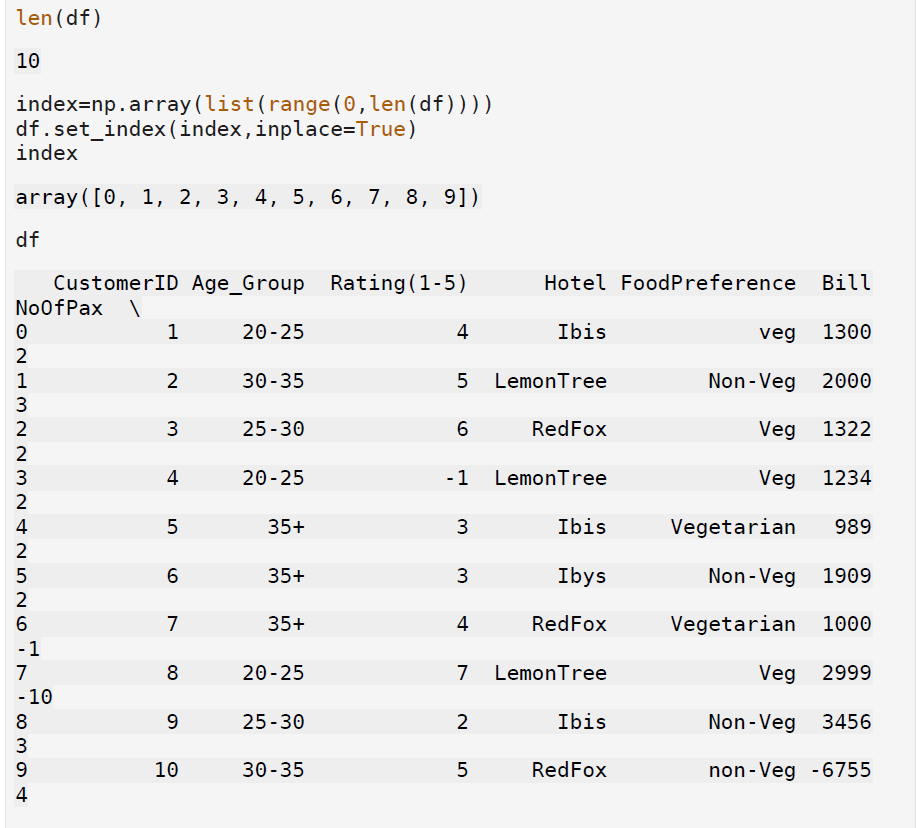 len(df)
10
index=np.array(list(range(0,len(df))))
df.set_index(index,inplace=True)
index
array([0, 1, 2, 3, 4, 5, 6, 7, 8, 9])
df
   CustomerID Age_Group  Rating(1-5)      Hotel FoodPreference  Bill
NoOfPax  \
0           1     20-25            4       Ibis            veg  1300
2
1           2     30-35            5  LemonTree        Non-Veg  2000
3
2           3     25-30            6     RedFox            Veg  1322
2
3           4     20-25           -1  LemonTree            Veg  1234
2
4           5       35+            3       Ibis     Vegetarian   989
2
5           6       35+            3       Ibys        Non-Veg  1909
2
6           7       35+            4     RedFox     Vegetarian  1000
-1
7           8     20-25            7  LemonTree            Veg  2999
-10
8           9     25-30            2       Ibis        Non-Veg  3456
3
9          10     30-35            5     RedFox        non-Veg -6755
4